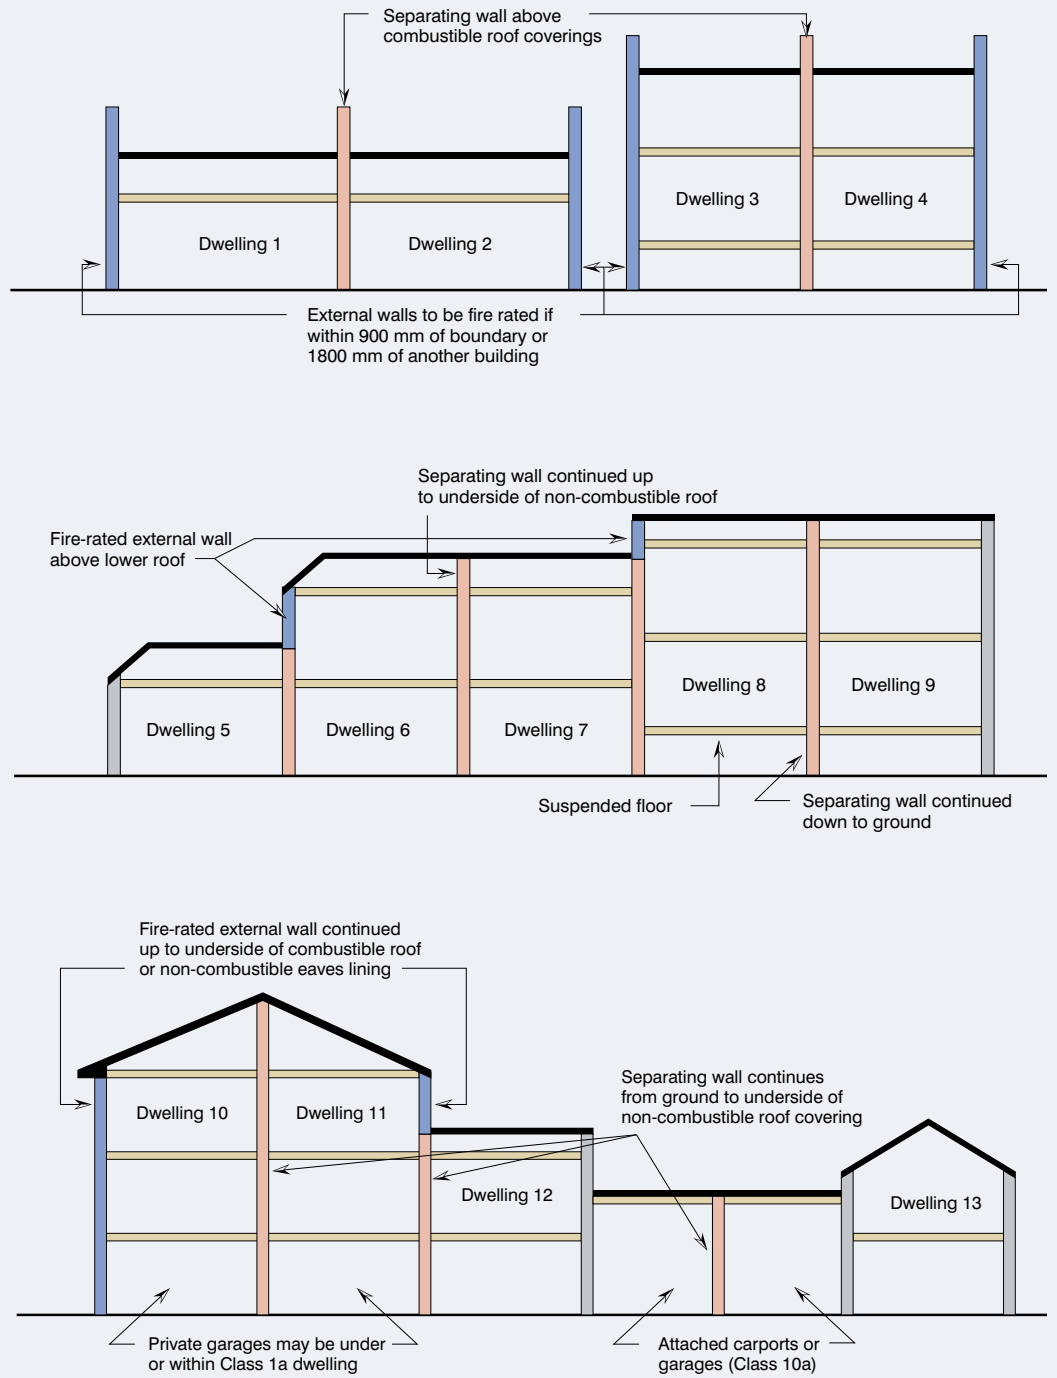 Separating wall above
combustible roof coverings
Dwelling 3
Dwelling 4
Dwelling 1
Dwelling 2
External walls to be fire rated if
within 900 mm of boundary or
1800 mm of another building
Separating wall continued up
to underside of non-combustible roof
Fire-rated external wall
above lower roof
Dwelling 8
Dwelling 9
Dwelling 5
Dwelling 6
Dwelling 7
Suspended floor
Separating wall continued
down to ground
Fire-rated external wall continued
up to underside of combustible roof
or non-combustible eaves lining
Separating wall continues
from ground to underside of
non-combustible roof covering
Dwelling 10
Dwelling 11
Dwelling 12
Dwelling 13
Private garages may be under
or within Class 1a dwelling
Attached carports or
garages (Class 10a)